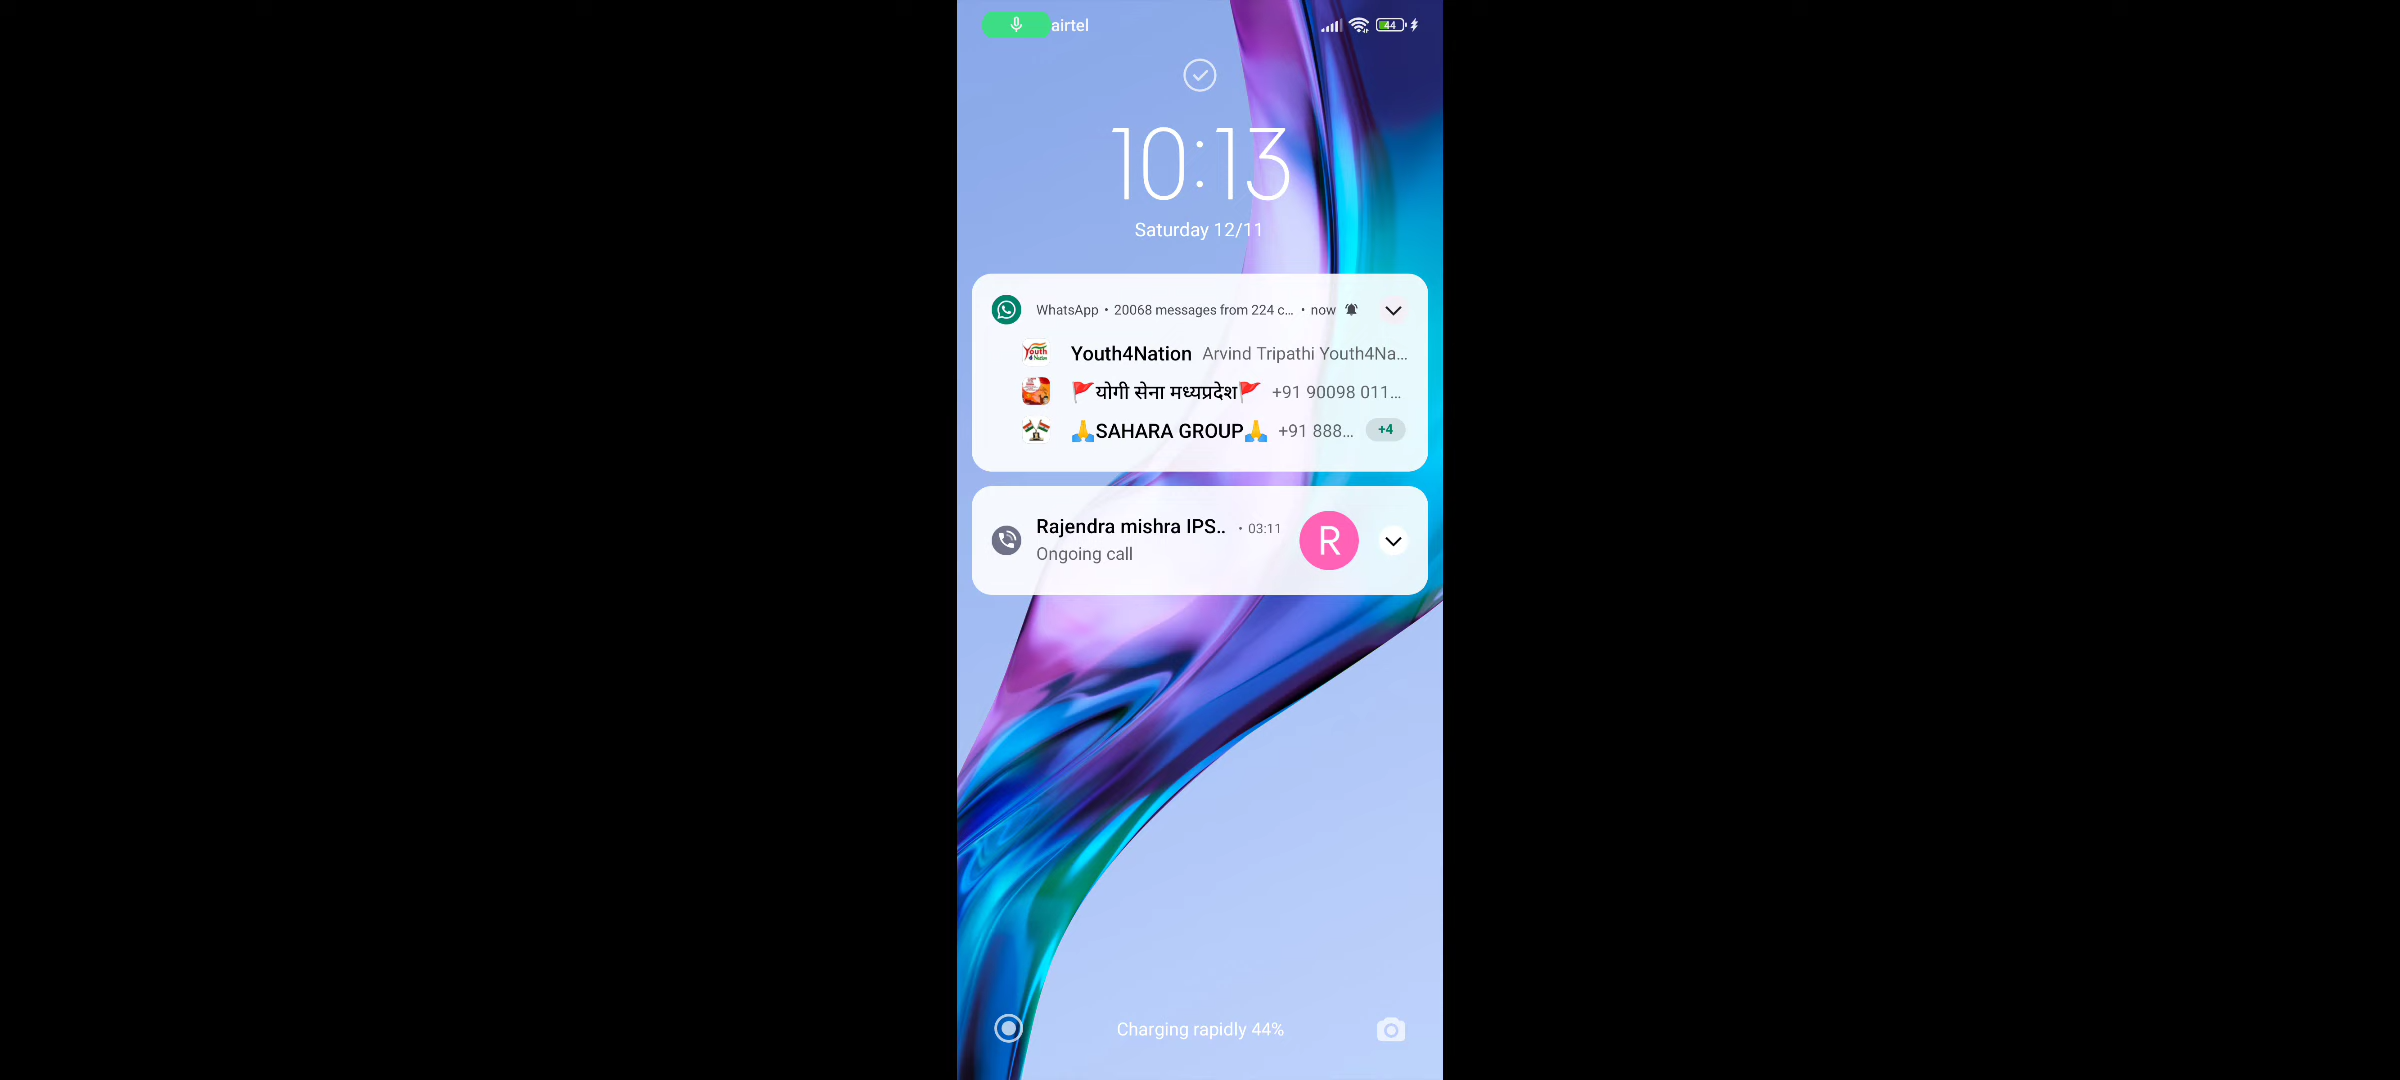 airtel
44
10:13
Saturday 12/11
WhatsApp • 20068 messages from 224 c... • now
Youth4Nation Arvind Tripathi Youth4Na...
🚩योगी सेना मध्यप्रदेश🚩 +91 90098 011...
🙏SAHARA GROUP🙏 +91 888... +4
Rajendra mishra IPS.. • 03:11
R
Ongoing call
Charging rapidly 44%